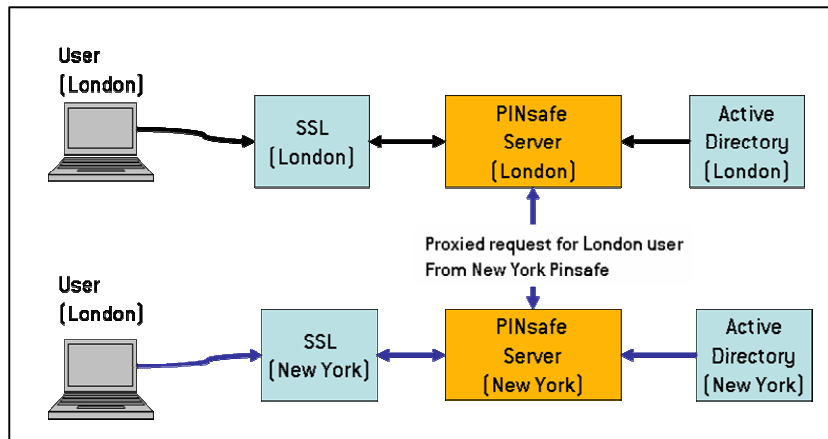 User
(London)
SSL
(London)
PINsafe
Server
(London)
Active
Directory
(London)
Proxied request for London user
From New York Pinsafe
User
(London)
SSL
(New York)
PINsafe
Server
(New York)
Active
Directory
(New York)